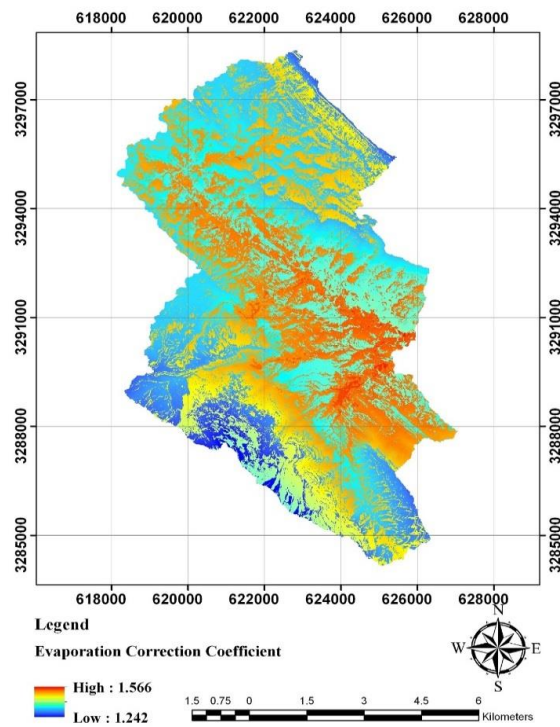 618000 620000 622000 624000 626000 628000
3297000 3297000
3294000 3294000
3291000 3291000
3288000 3288000
3285000 3285000
618000 620000 622000 624000 626000 628000
Legend
Evaporation Correction Coefficient
High : 1.566
Low : 1.242
N
W E
S
1.5 0.75 0 1.5 3 4.5 6
Kilometers